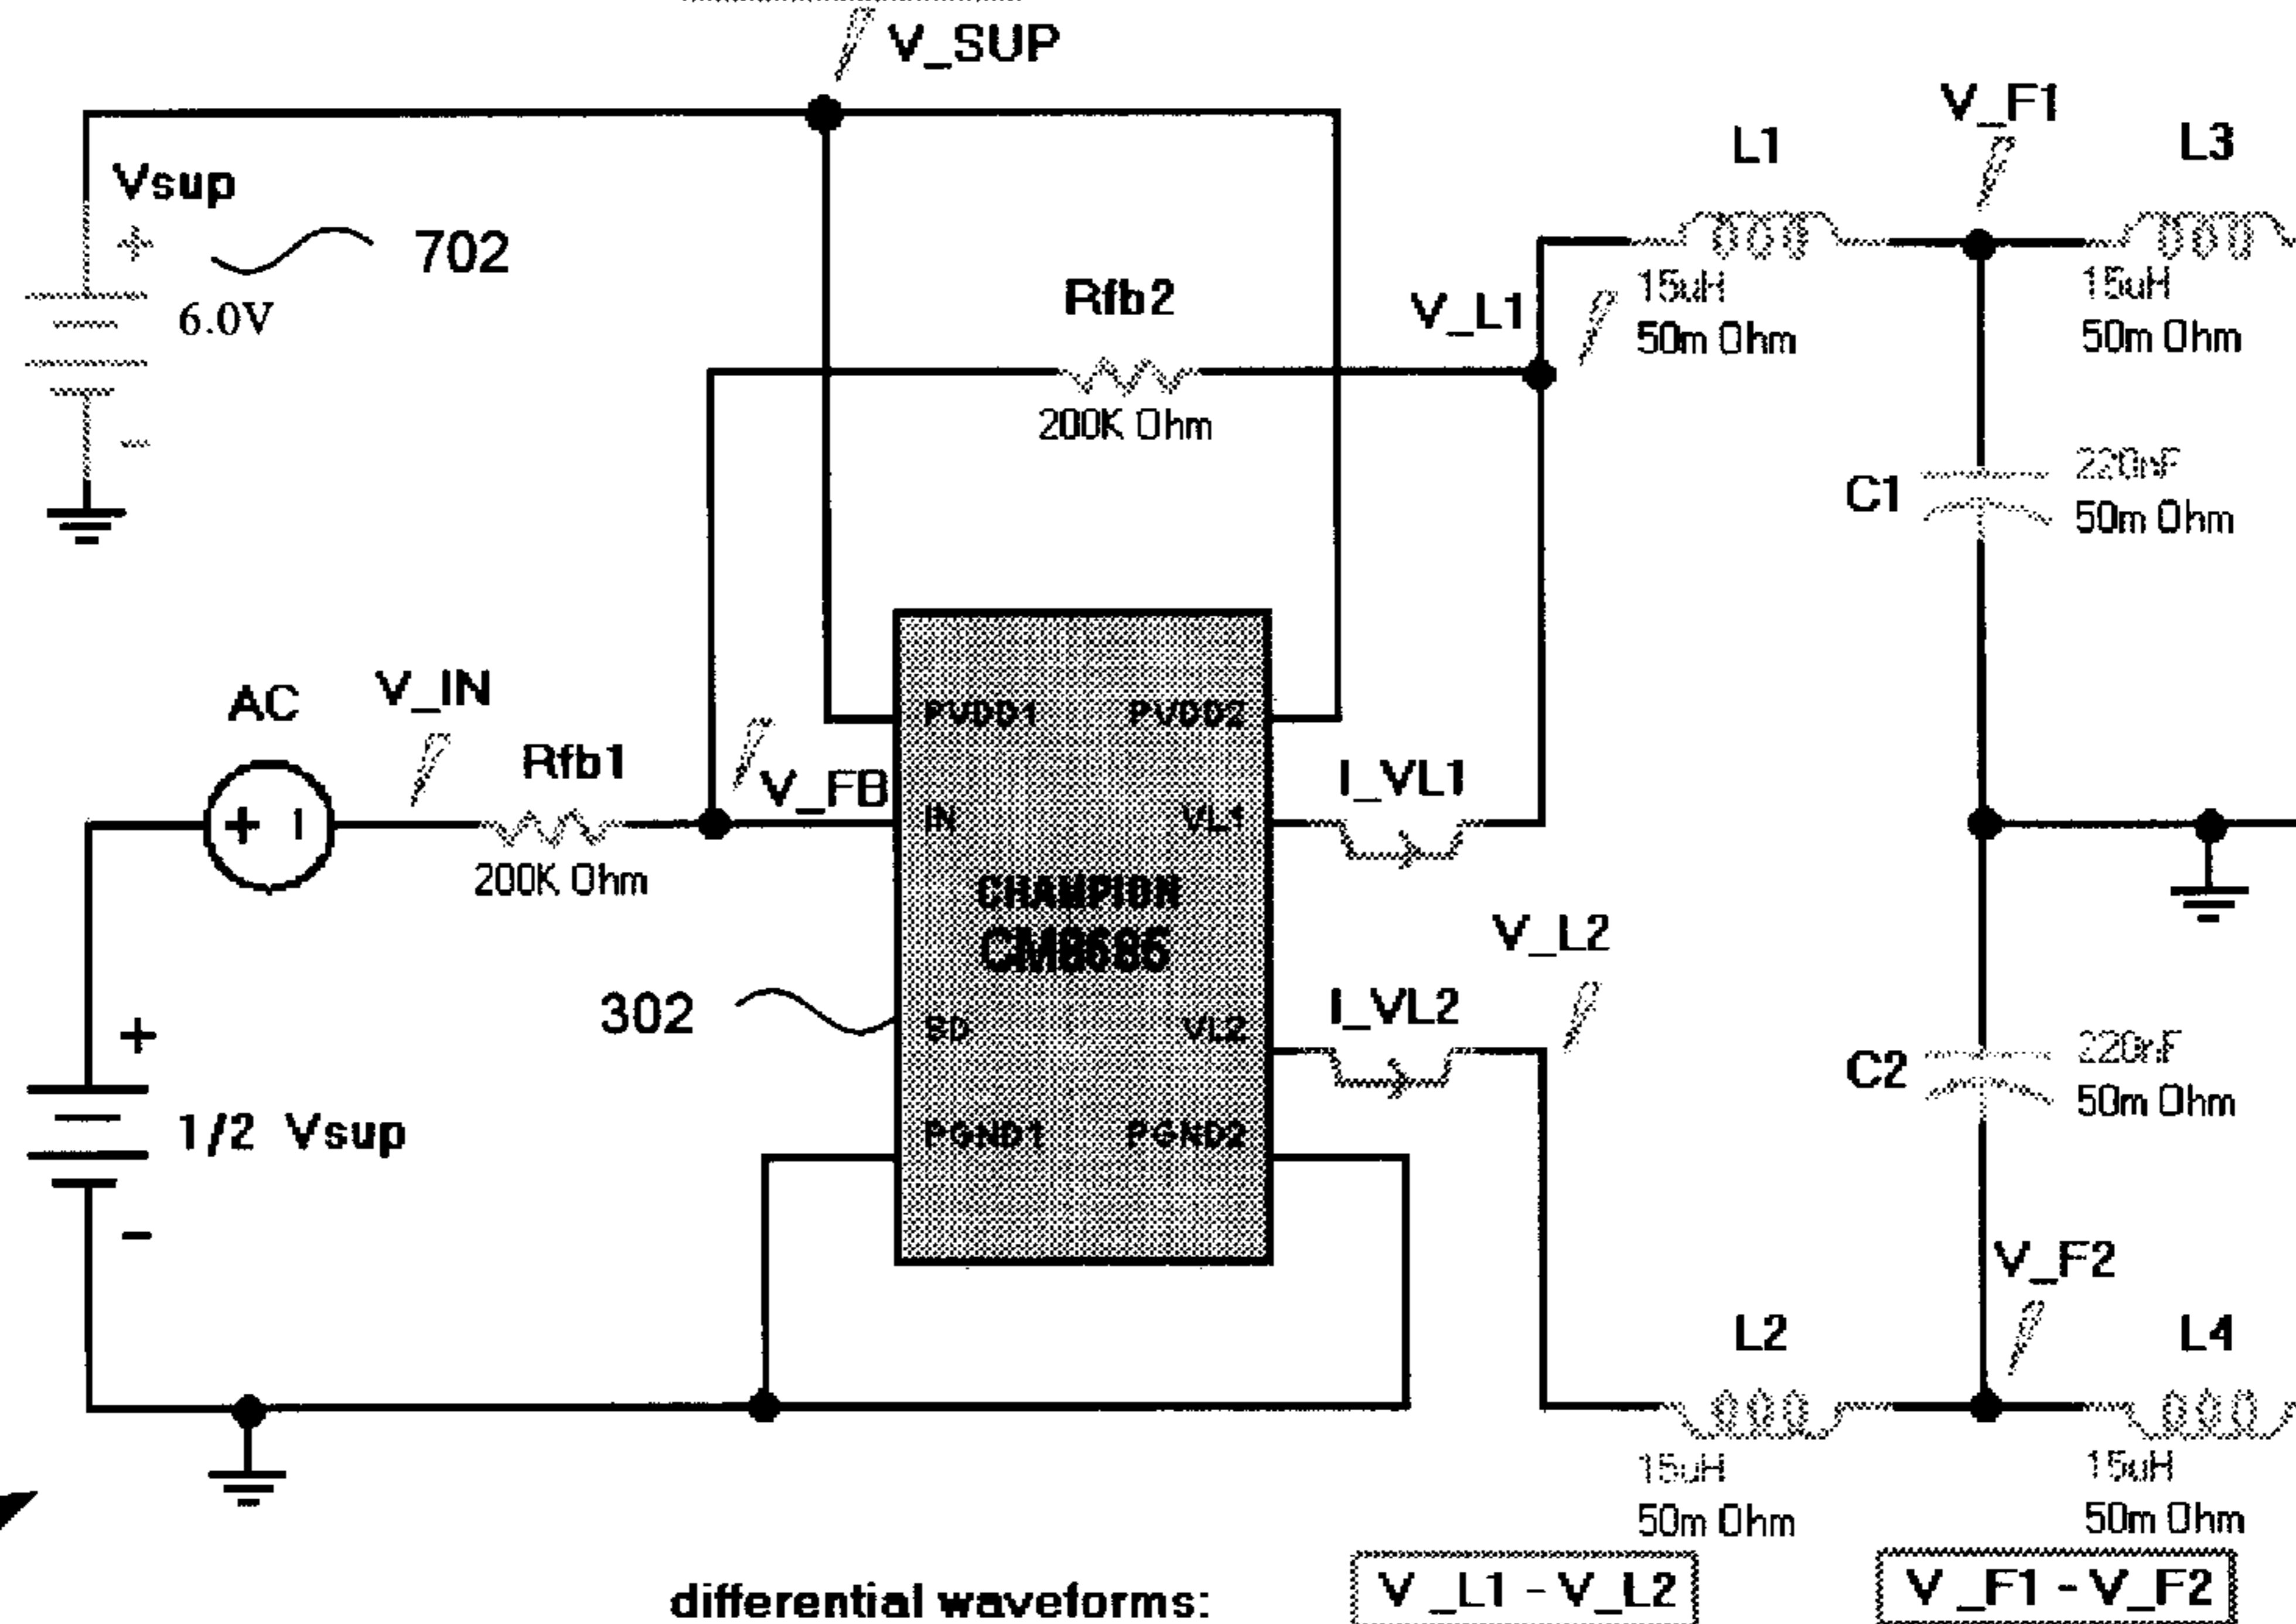 V_SUP
V_F1
L1
L3
Vsup
+
702
6.0V
-
Rfb2
200K Ohm
V_L1
15uH
50m Ohm
15uH
50m Ohm
C1
220nF
50m Ohm
AC
V_IN
Rfb1
200K Ohm
V_FB
+
PVDD1
PVDD2
IN
VL1
I_VL1
CHAMPION
CM8685
302
SD
VL2
I_VL2
V_L2
PGND1
PGND2
+
1/2 Vsup
-
C2
220nF
50m Ohm
V_F2
L2
L4
15uH
50m Ohm
15uH
50m Ohm
differential waveforms:
V_L1 - V_L2
V_F1 - V_F2